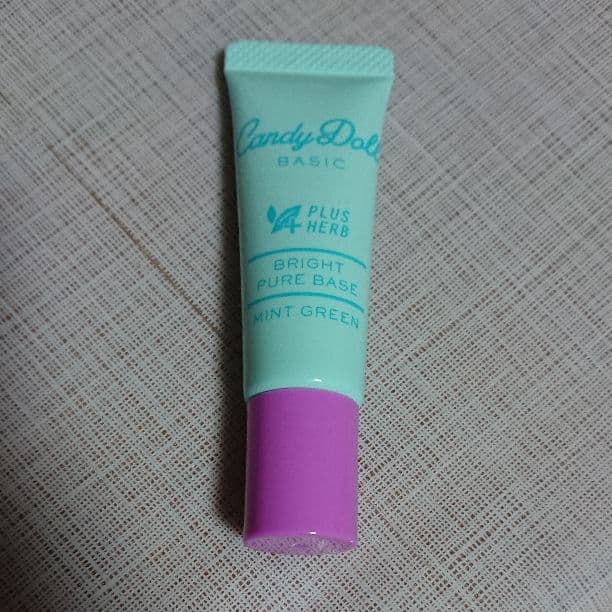 Candy Doll
BASIC
PLUS
HERB
BRIGHT
PURE BASE
MINT GREEN